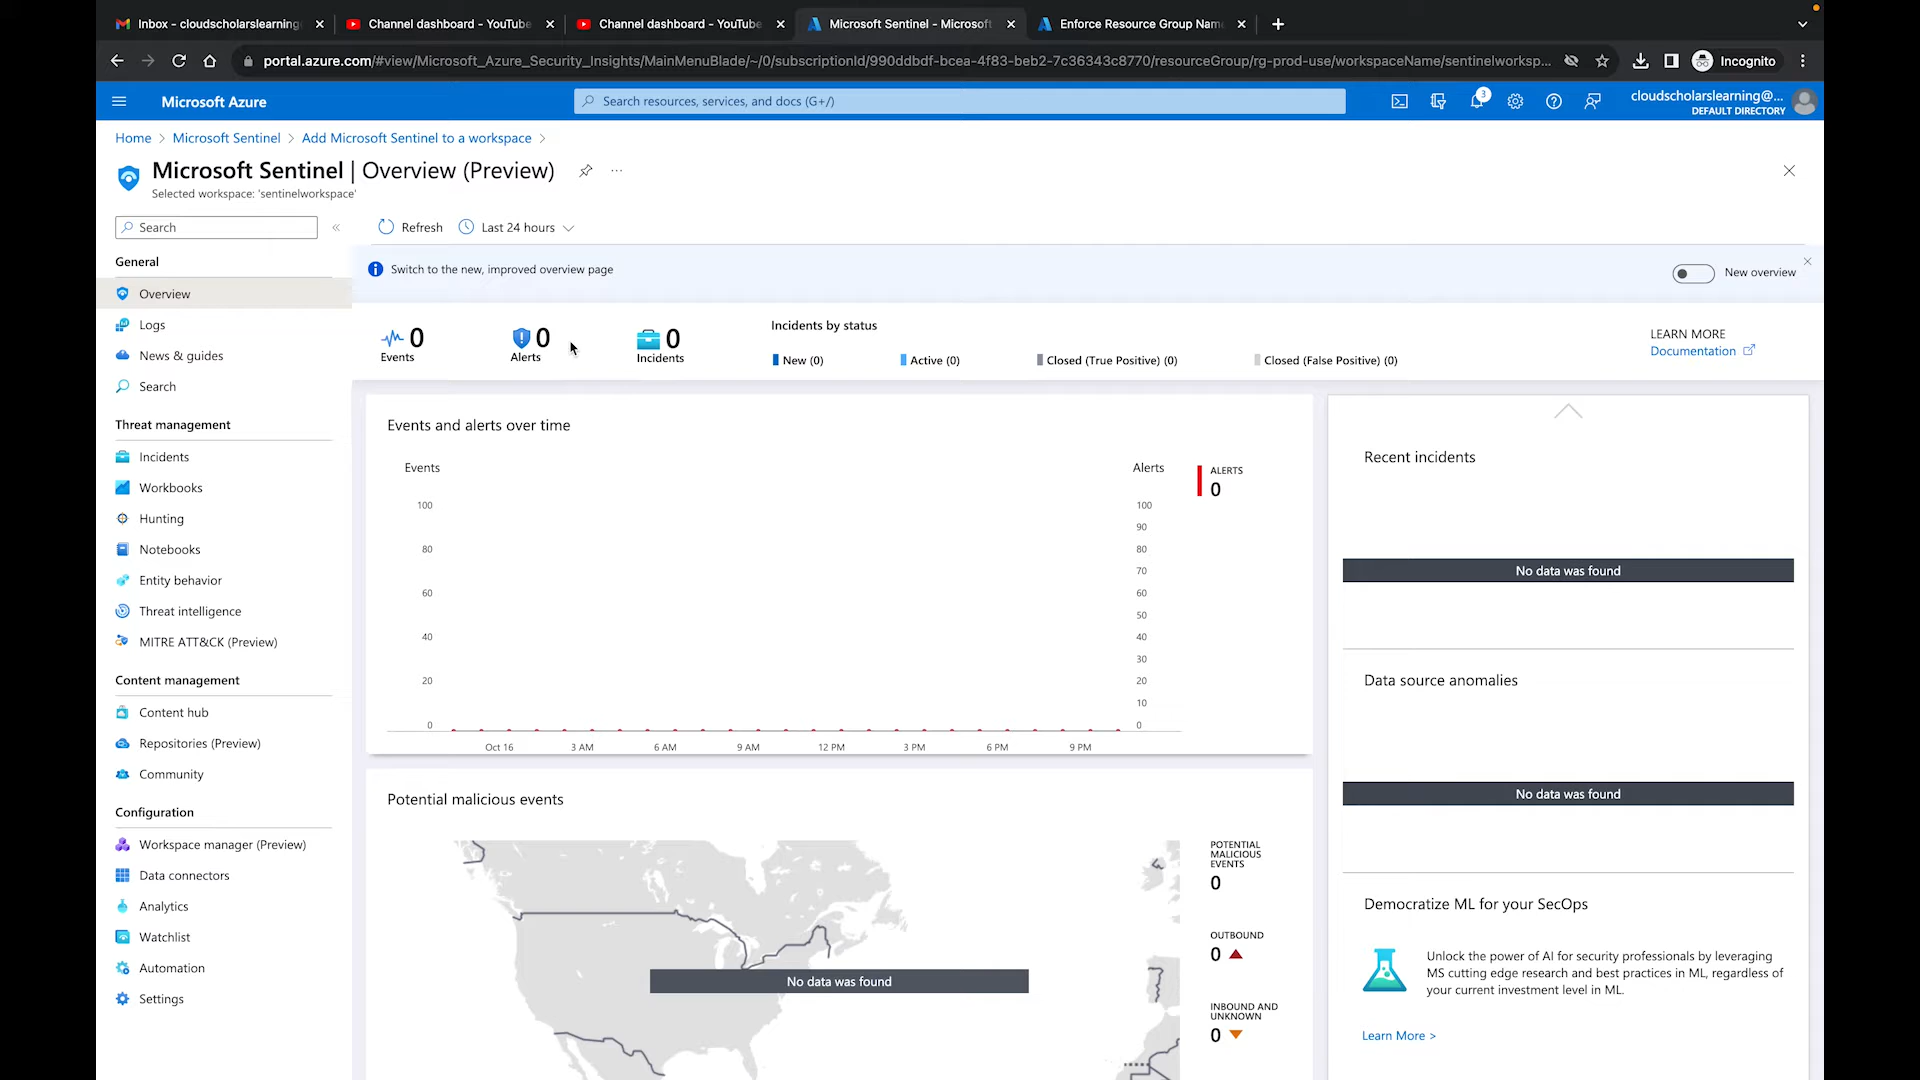 Inbox - cloudscholarslearning
Channel dashboard - YouTube
Channel dashboard - YouTube
Microsoft Sentinel - Microsoft
Enforce Resource Group Name
portal.azure.com/#view/Microsoft_Azure_Security_Insights/MainMenuBlade/~/0/subscriptionId/990ddbdf-bcea-4f83-beb2-7c36343c8770/resourceGroup/rg-prod-use/workspaceName/sentinelworksp...
Incognito
Microsoft Azure
Search resources, services, and docs (G+/)
3
cloudscholarslearning@...
DEFAULT DIRECTORY
Home > Microsoft Sentinel > Add Microsoft Sentinel to a workspace >
Microsoft Sentinel | Overview (Preview)
...
Selected workspace: 'sentinelworkspace'
Search
«
Refresh
Last 24 hours
General
Overview
Logs
News & guides
Search
Threat management
Incidents
Workbooks
Hunting
Notebooks
Entity behavior
Threat intelligence
MITRE ATT&CK (Preview)
Content management
Content hub
Repositories (Preview)
Community
Configuration
Workspace manager (Preview)
Data connectors
Analytics
Watchlist
Automation
Settings
Switch to the new, improved overview page
New overview
0
Events
0
Alerts
0
Incidents
Incidents by status
New (0)
Active (0)
Closed (True Positive) (0)
Closed (False Positive) (0)
LEARN MORE
Documentation
Events and alerts over time
Events
Alerts
100
80
60
40
20
0
100
90
80
70
60
50
40
30
20
10
0
Oct 16
3 AM
6 AM
9 AM
12 PM
3 PM
6 PM
9 PM
ALERTS
0
Potential malicious events
No data was found
POTENTIAL
MALICIOUS
EVENTS
0
OUTBOUND
0
INBOUND AND
UNKNOWN
0
Recent incidents
No data was found
Data source anomalies
No data was found
Democratize ML for your SecOps
Unlock the power of AI for security professionals by leveraging
MS cutting edge research and best practices in ML, regardless of
your current investment level in ML.
Learn More >